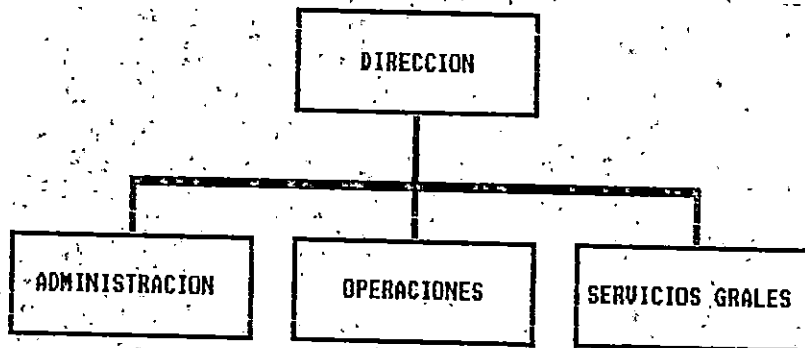 DIRECCION
ADMINISTRACION
OPERACIONES
SERVICIOS GRALES